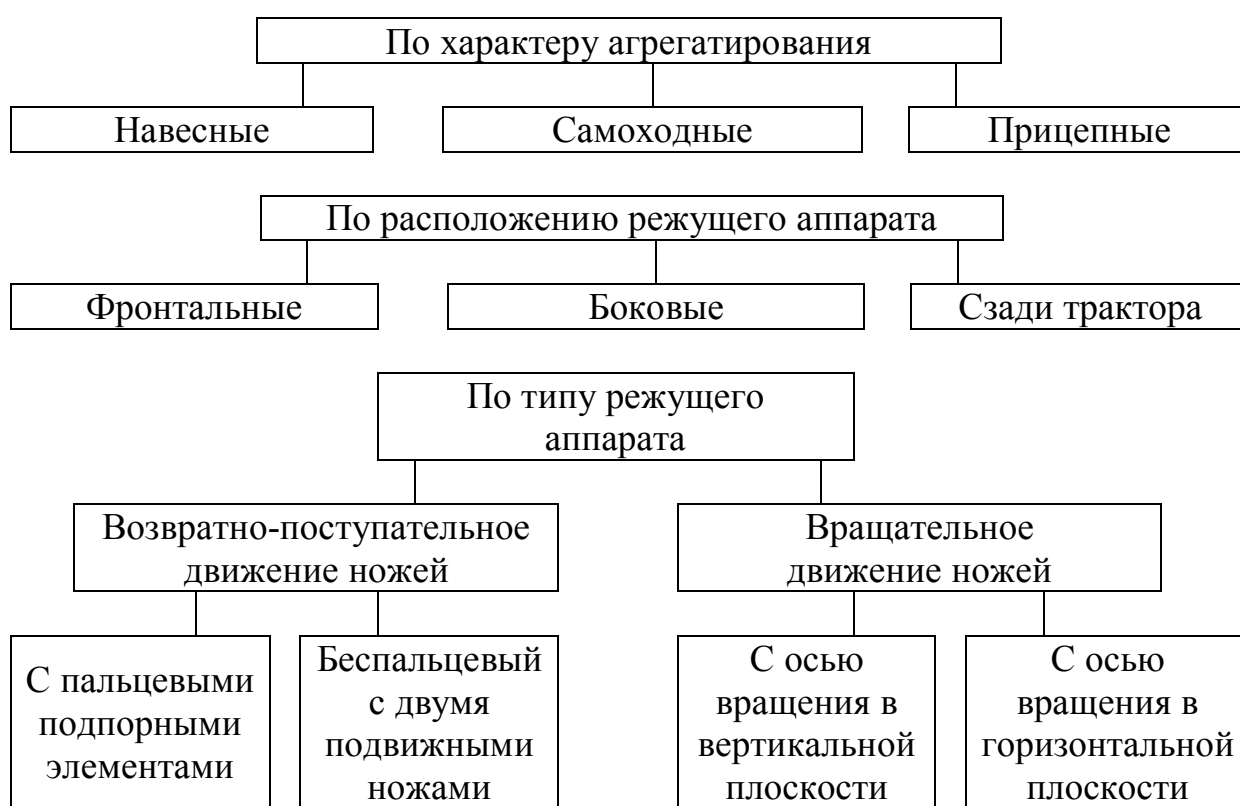 По характеру агрегатирования
Навесные
Самоходные
Прицепные
По расположению режущего аппарата
Фронтальные
Боковые
Сзади трактора
По типу режущего
аппарата
Возвратно-поступательное
движение ножей
Вращательное
движение ножей
С пальцевыми
подпорными
элементами
Беспальцевый
с двумя
подвижными
ножами
С осью
вращения в
вертикальной
плоскости
С осью
вращения в
горизонтальной
плоскости